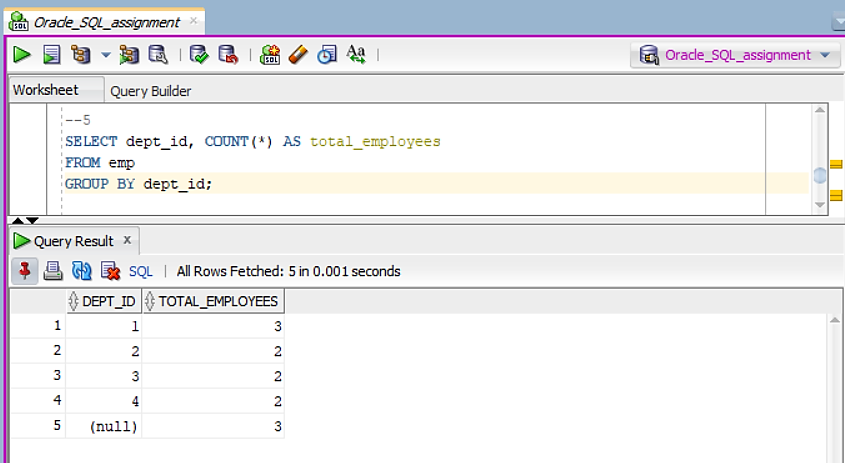 Oracle_SQL_assignment
SQL Aa Oracle_SQL_assignment
Worksheet Query Builder
--5
SELECT dept_id, COUNT(*) AS total_employees
FROM emp
GROUP BY dept_id;
Query Result x
SQL | All Rows Fetched: 5 in 0.001 seconds
DEPT_ID TOTAL_EMPLOYEES
1 1 3
2 2 2
3 3 2
4 4 2
5 (null) 3